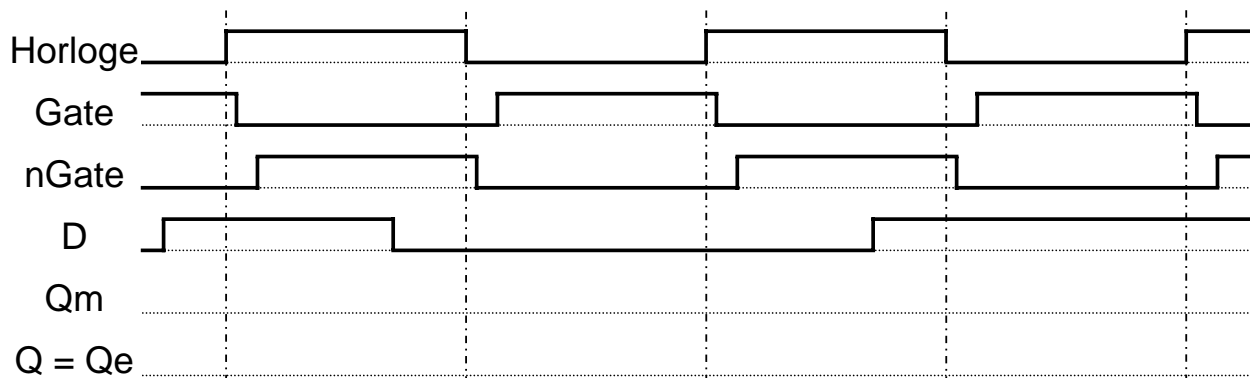 Horloge
Gate
nGate
D
Qm
Q = Qe